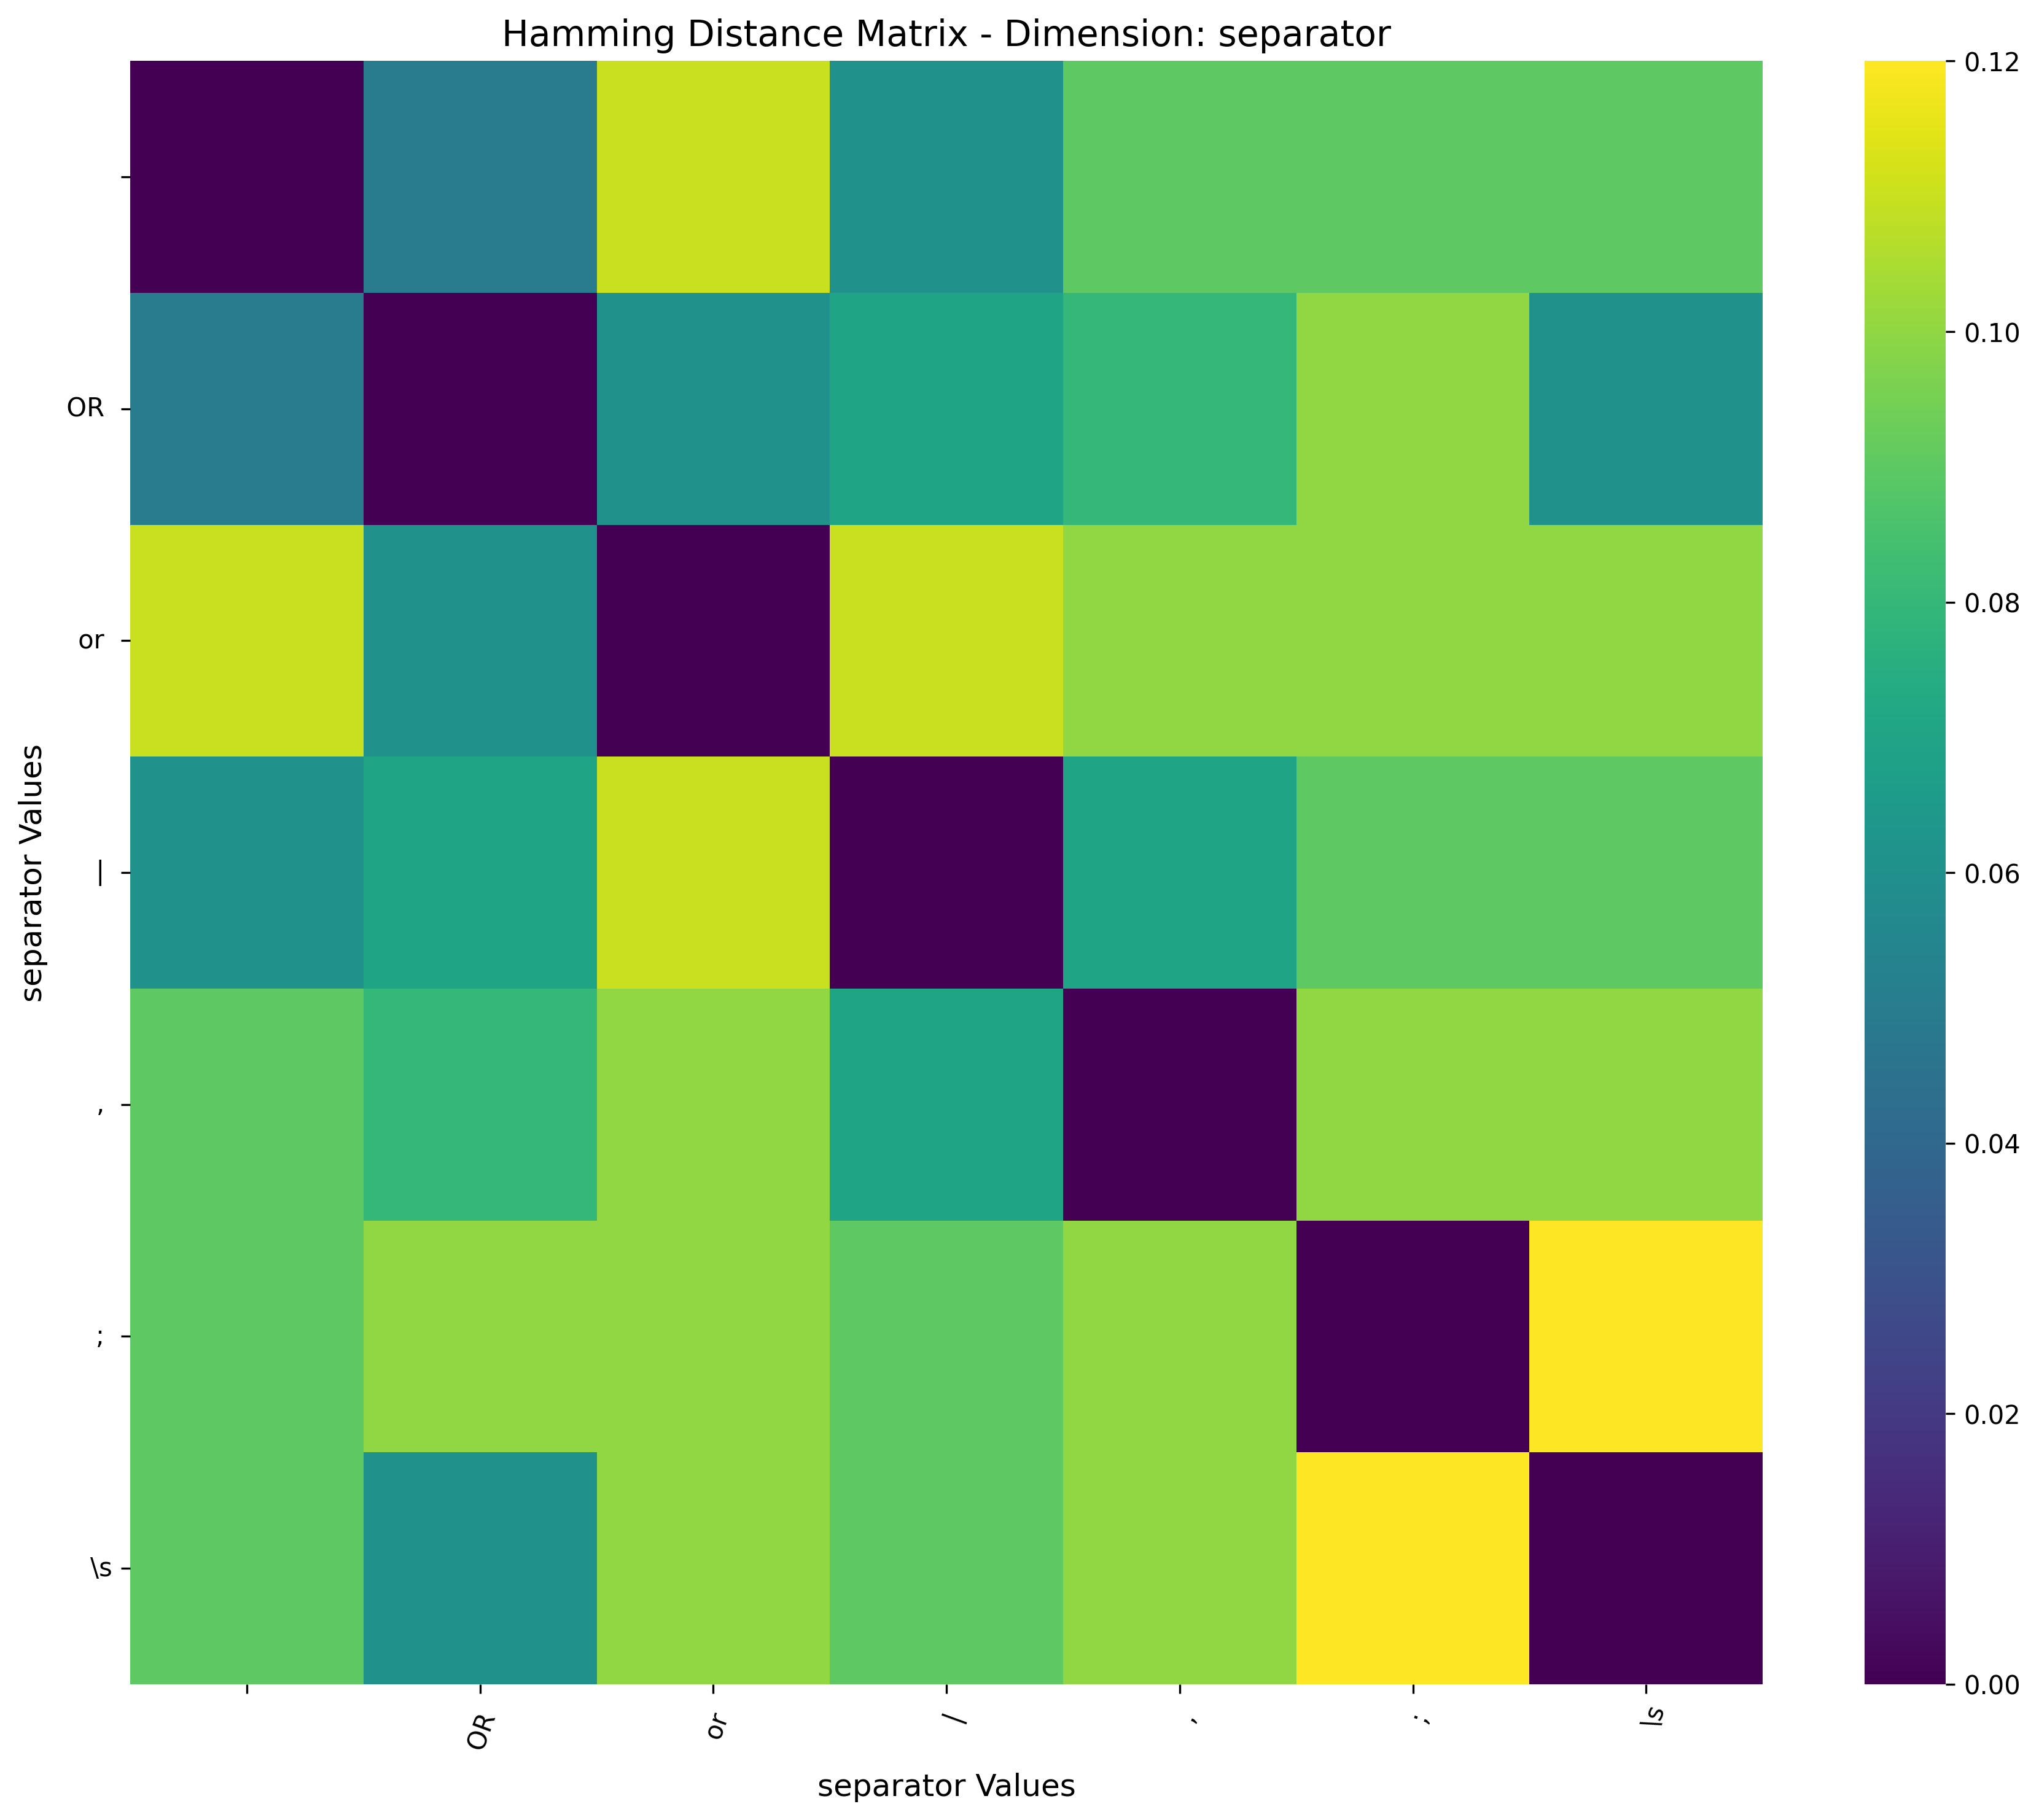 Hamming Distance Matrix - Dimension: separator
separator Values
OR
or
|
,
;
\s
OR
or
|
,
;
\s
separator Values
0.12
0.10
0.08
0.06
0.04
0.02
0.00